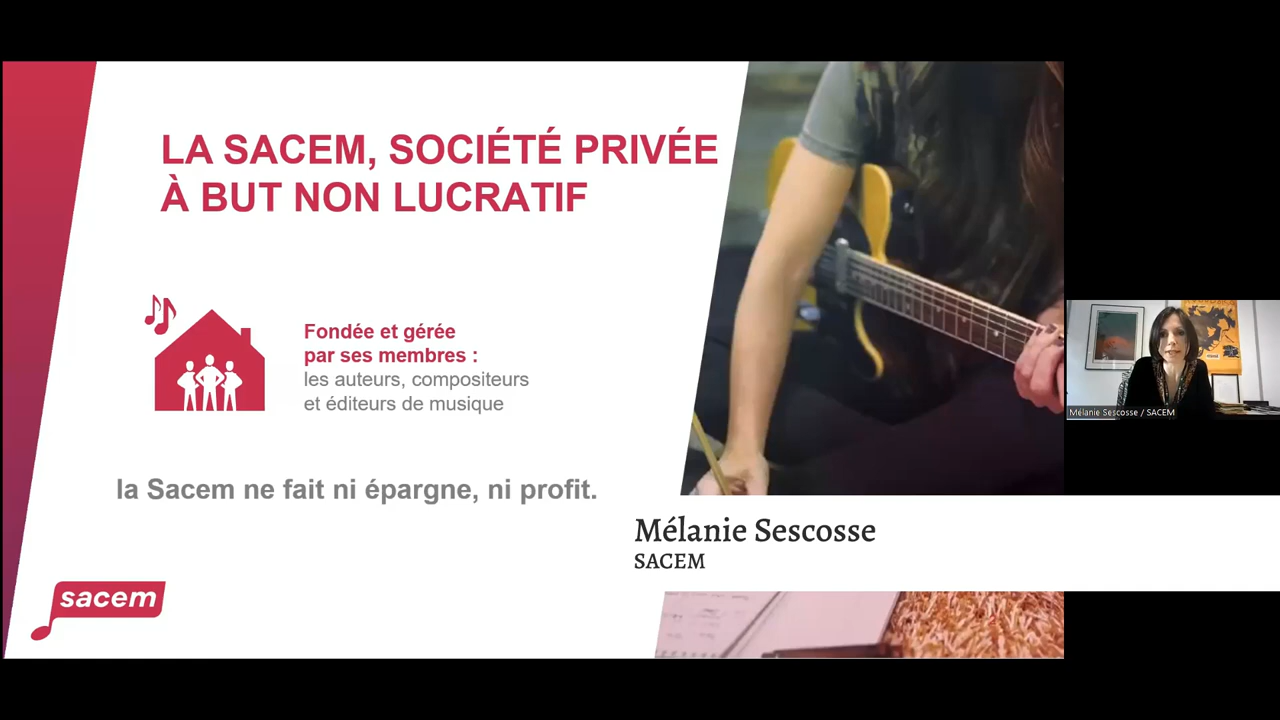 LA SACEM, SOCIÉTÉ PRIVÉE
À BUT NON LUCRATIF
Fondée et gérée
par ses membres :
les auteurs, compositeurs
et éditeurs de musique
la Sacem ne fait ni épargne, ni profit.
sacem
Mélanie Sescosse
SACEM
Mélanie Sescosse / SACEM